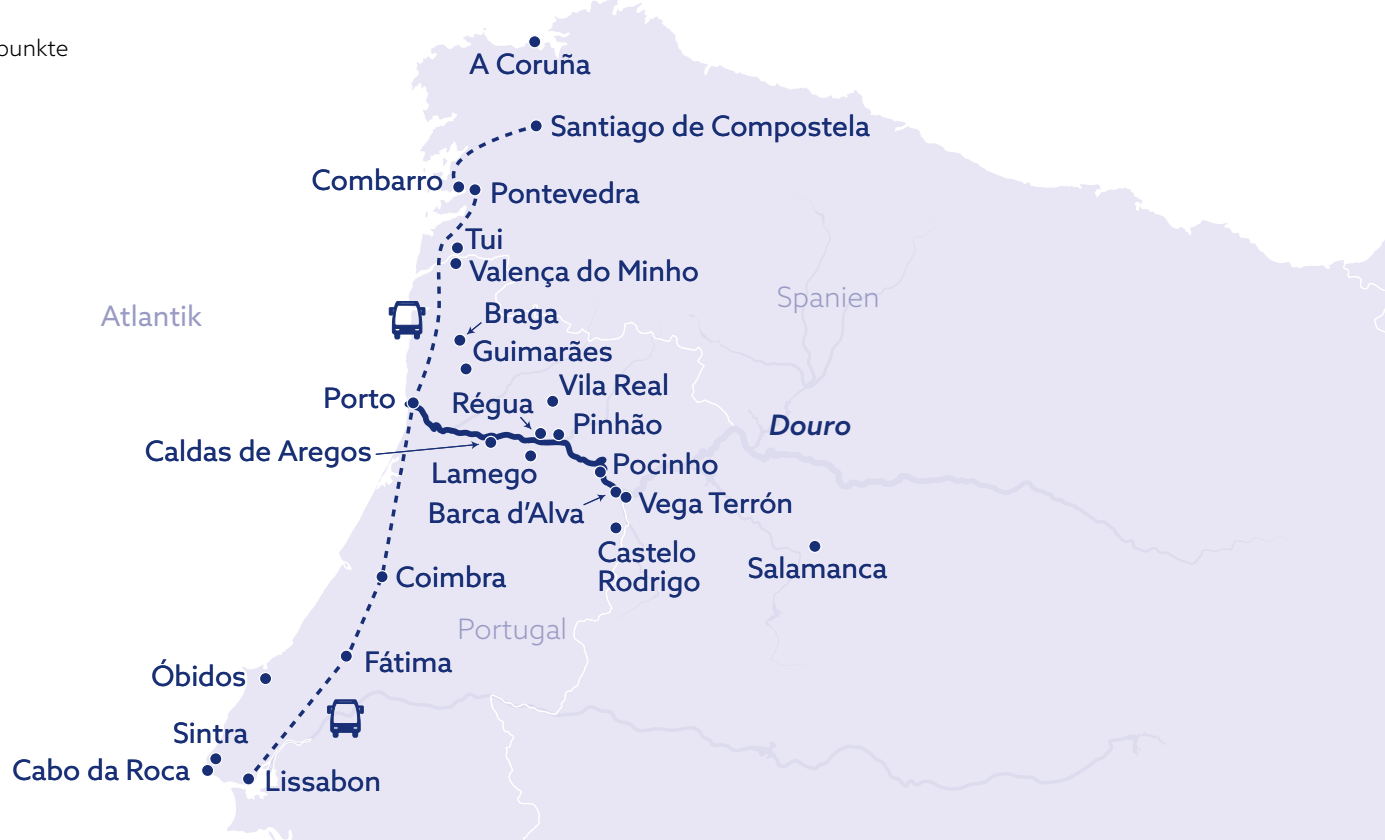 punkte
A Coruña
Santiago de Compostela
Combarro
Pontevedra
Tui
Valença do Minho
Spanien
Atlantik
Braga
Guimarães
Vila Real
Porto
Régua
Pinhão
Douro
Caldas de Aregos
Lamego
Pocinho
Vega Terrón
Barca d’Alva
Castelo
Rodrigo
Salamanca
Coimbra
Portugal
Fátima
Óbidos
Sintra
Cabo da Roca
Lissabon